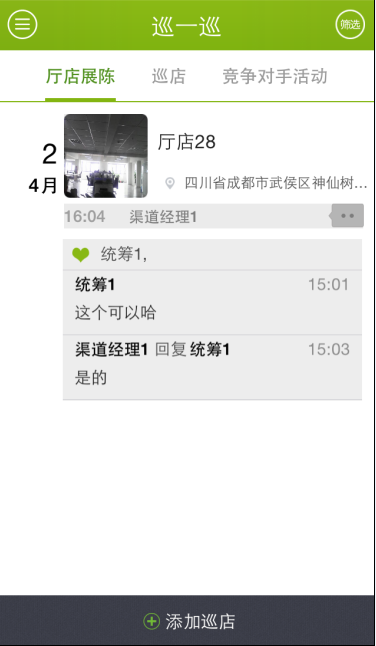 巡一巡
筛选
厅店展陈 巡店 竞争对手活动
2
4月
厅店28
四川省成都市武侯区神仙树...
16:04 渠道经理1
统筹1,
统筹1 15:01
这个可以哈
渠道经理1 回复 统筹1 15:03
是的
添加巡店